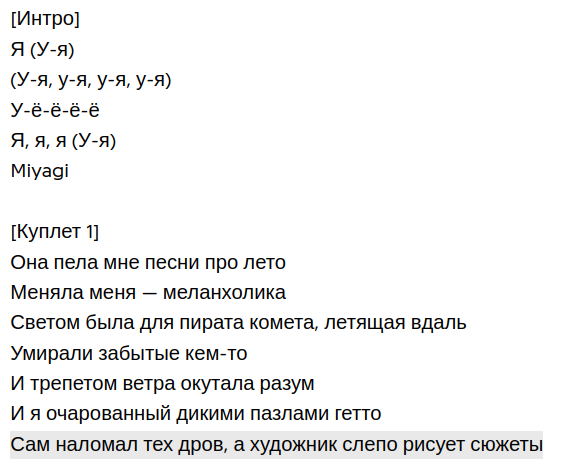 [Интро]
Я (У-я)
(У-я, у-я, у-я, у-я)
У-ё-ё-ё-ё
Я, я, я (У-я)
Miyagi
[Куплет 1]
Она пела мне песни про лето
Меняла меня — меланхолика
Светом была для пирата комета, летящая вдаль
Умирали забытые кем-то
И трепетом ветра окутала разум
И я очарованный дикими пазлами гетто
Сам наломал тех дров, а художник слепо рисует сюжеты